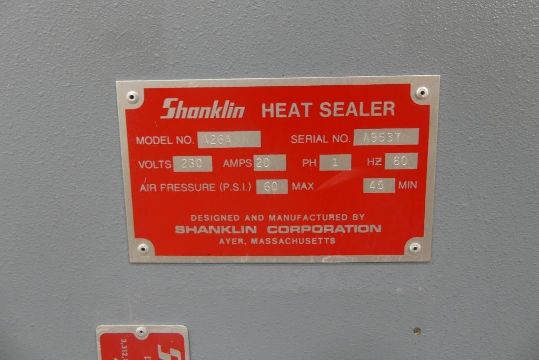 Shanklin HEAT SEALER
MODEL NO. A26A SERIAL NO. A9537
VOLTS 230 AMPS 20 PH 1 HZ 60
AIR PRESSURE (P.S.I.) 60 MAX 45 MIN
DESIGNED AND MANUFACTURED BY
SHANKLIN CORPORATION
AYER, MASSACHUSETTS